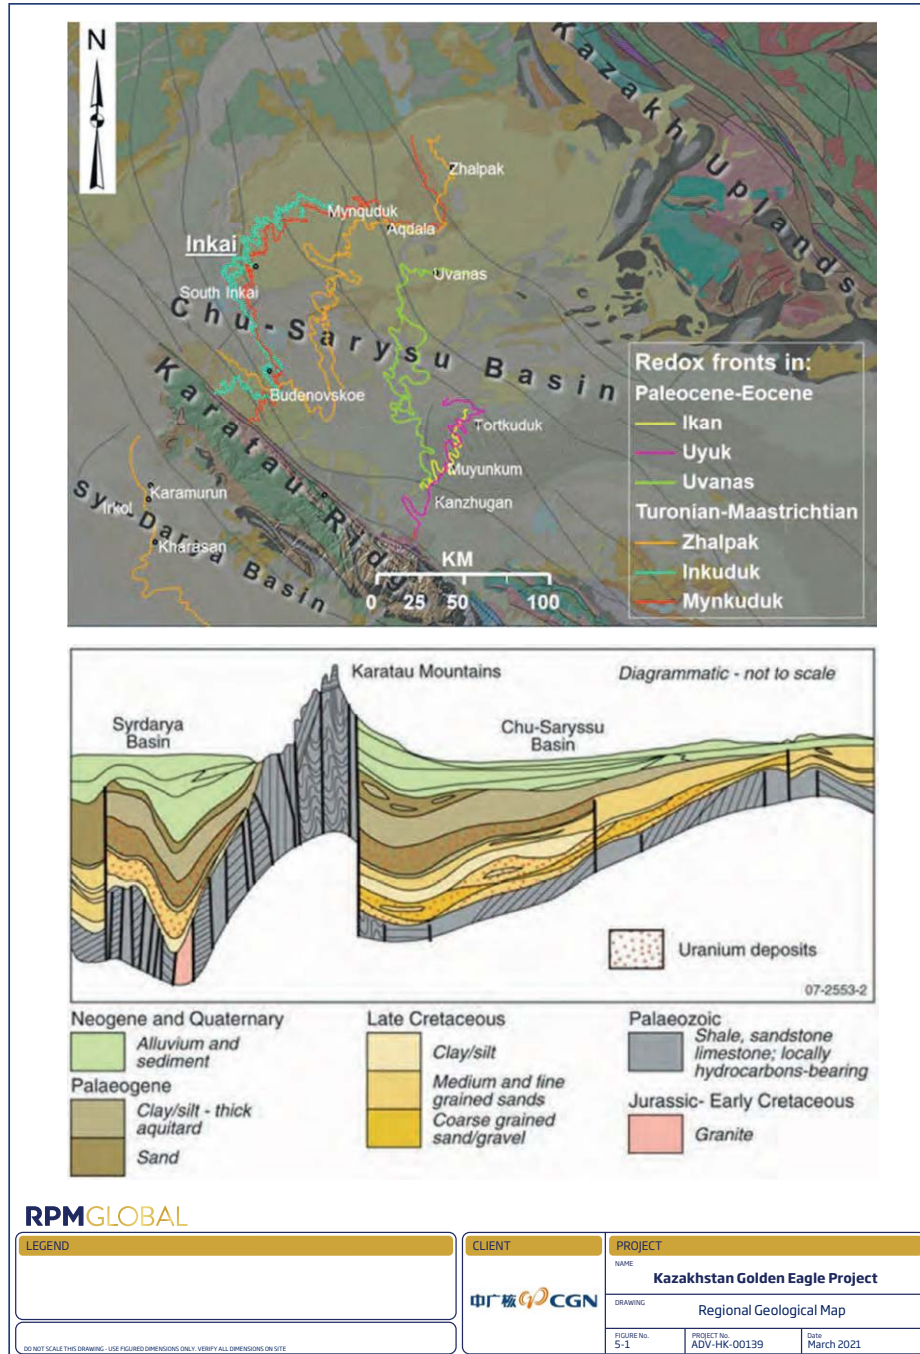 N
Kazakh Uplands
Zhalpak
Mynquduk
Aqdala
Inkai
Uvanas
South Inkai
Chu-Sarysu Basin
Budenovskoe
Karatau Ridg
Tortkuduk
Muyunkum
Kanzhugan
Karamurun
Irkol
Kharasan
Syr-Darya Basin
KM
0 25 50 100
Redox fronts in:
Paleocene-Eocene
Ikan
Uyuk
Uvanas
Turonian-Maastrichtian
Zhalpak
Inkuduk
Mynkuduk
Karatau Mountains
Diagrammatic - not to scale
Syrdarya
Basin
Chu-Saryssu
Basin
Uranium deposits
07-2553-2
Neogene and Quaternary
Alluvium and
sediment
Palaeogene
Clay/silt - thick
aquitard
Sand
Late Cretaceous
Clay/silt
Medium and fine
grained sands
Coarse grained
sand/gravel
Palaeozoic
Shale, sandstone
limestone; locally
hydrocarbons-bearing
Jurassic- Early Cretaceous
Granite
RPMGLOBAL
LEGEND
DO NOT SCALE THIS DRAWING - USE FIGURED DIMENSIONS ONLY. VERIFY ALL DIMENSIONS ON SITE
CLIENT
中广核 CGN
PROJECT
NAME
Kazakhstan Golden Eagle Project
DRAWING
Regional Geological Map
FIGURE No.
5-1
PROJECT No.
ADV-HK-00139
Date
March 2021